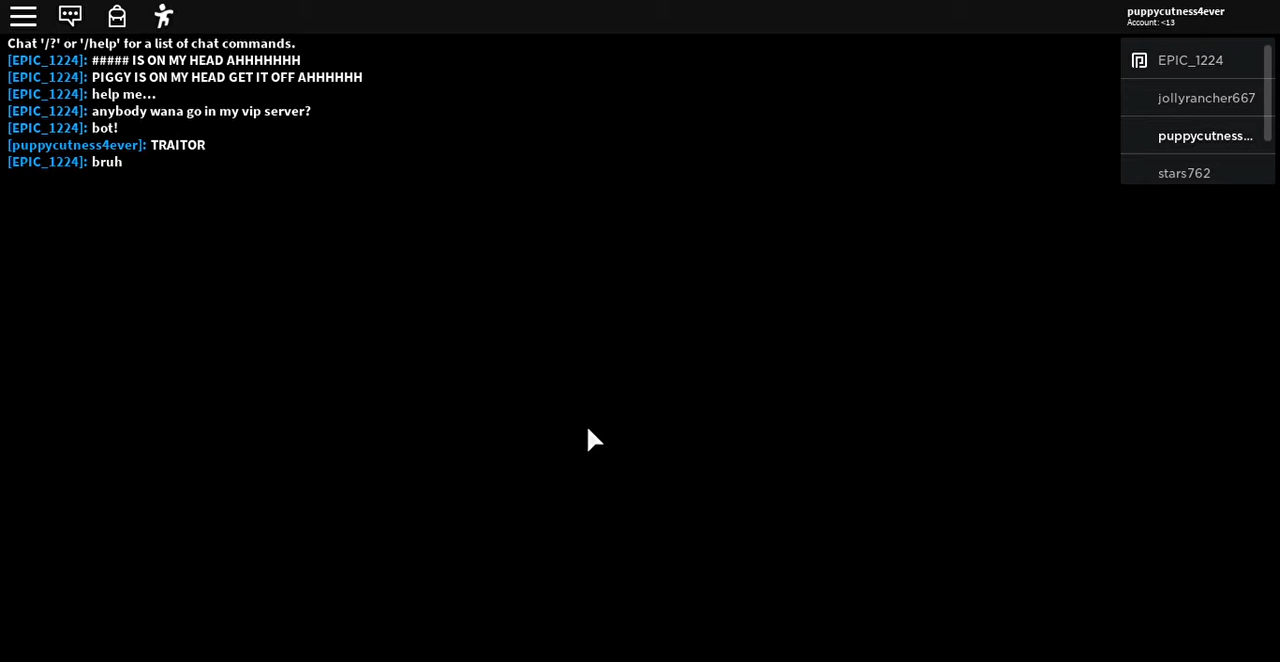 puppycutness4ever
Account: <13
Chat '/?' or '/help' for a list of chat commands.
[EPIC_1224]: ##### IS ON MY HEAD AHHHHHHH
[EPIC_1224]: PIGGY IS ON MY HEAD GET IT OFF AHHHHHH
[EPIC_1224]: help me...
[EPIC_1224]: anybody wana go in my vip server?
[EPIC_1224]: bot!
[puppycutness4ever]: TRAITOR
[EPIC_1224]: bruh
EPIC_1224
jollyrancher667
puppycutness...
stars762